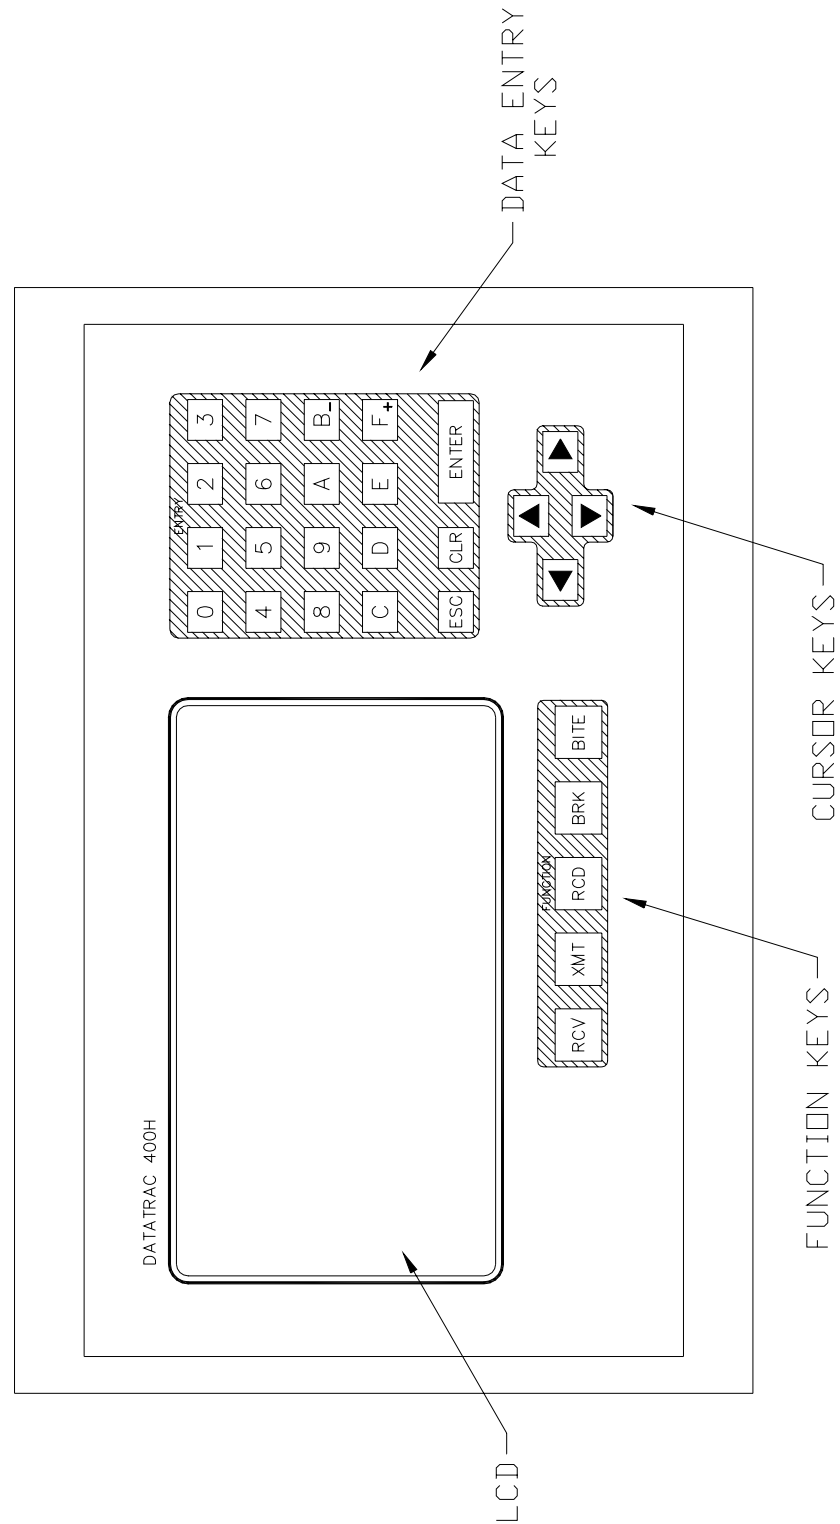 LCD
DATA ENTRY
KEYS
DATATRAC 400H
ENTRY
0 1 2 3
4 5 6 7
8 9 A B-
C D E F+
ESC CLR ENTER
FUNCTION
RCV XMT RCD BRK BITE
FUNCTION KEYS
CURSOR KEYS